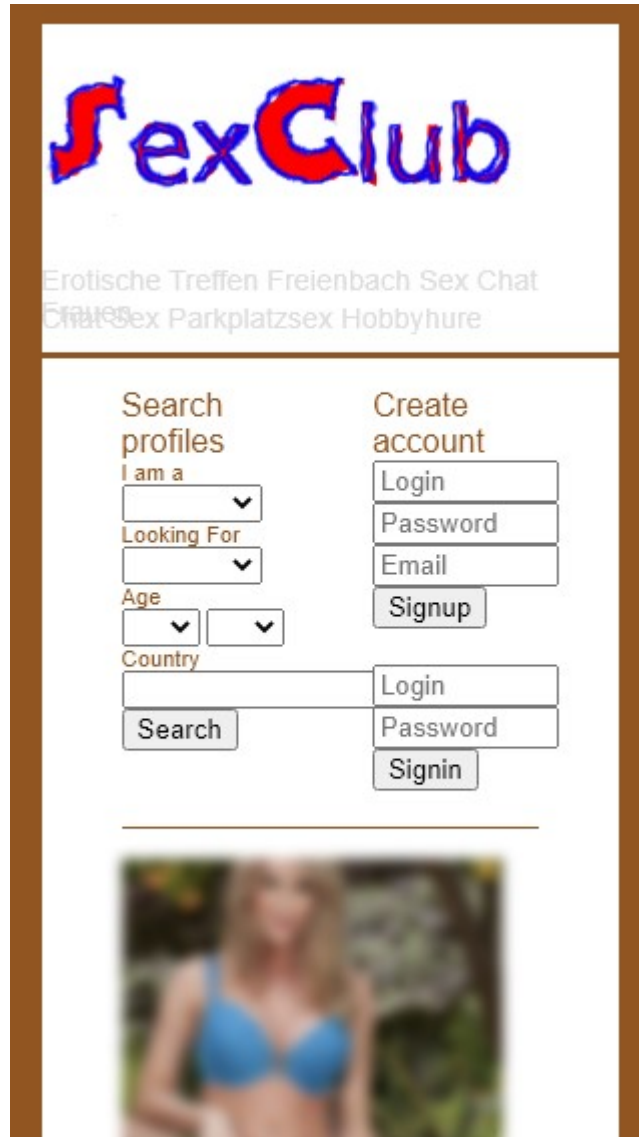 SexClub
Erotische Treffen Freienbach Sex Chat
Frauen
Chat Sex Parkplatzsex Hobbyhure
Search
profiles
I am a
Looking For
Age
Country
Search
Create
account
Login
Password
Email
Signup
Login
Password
Signin